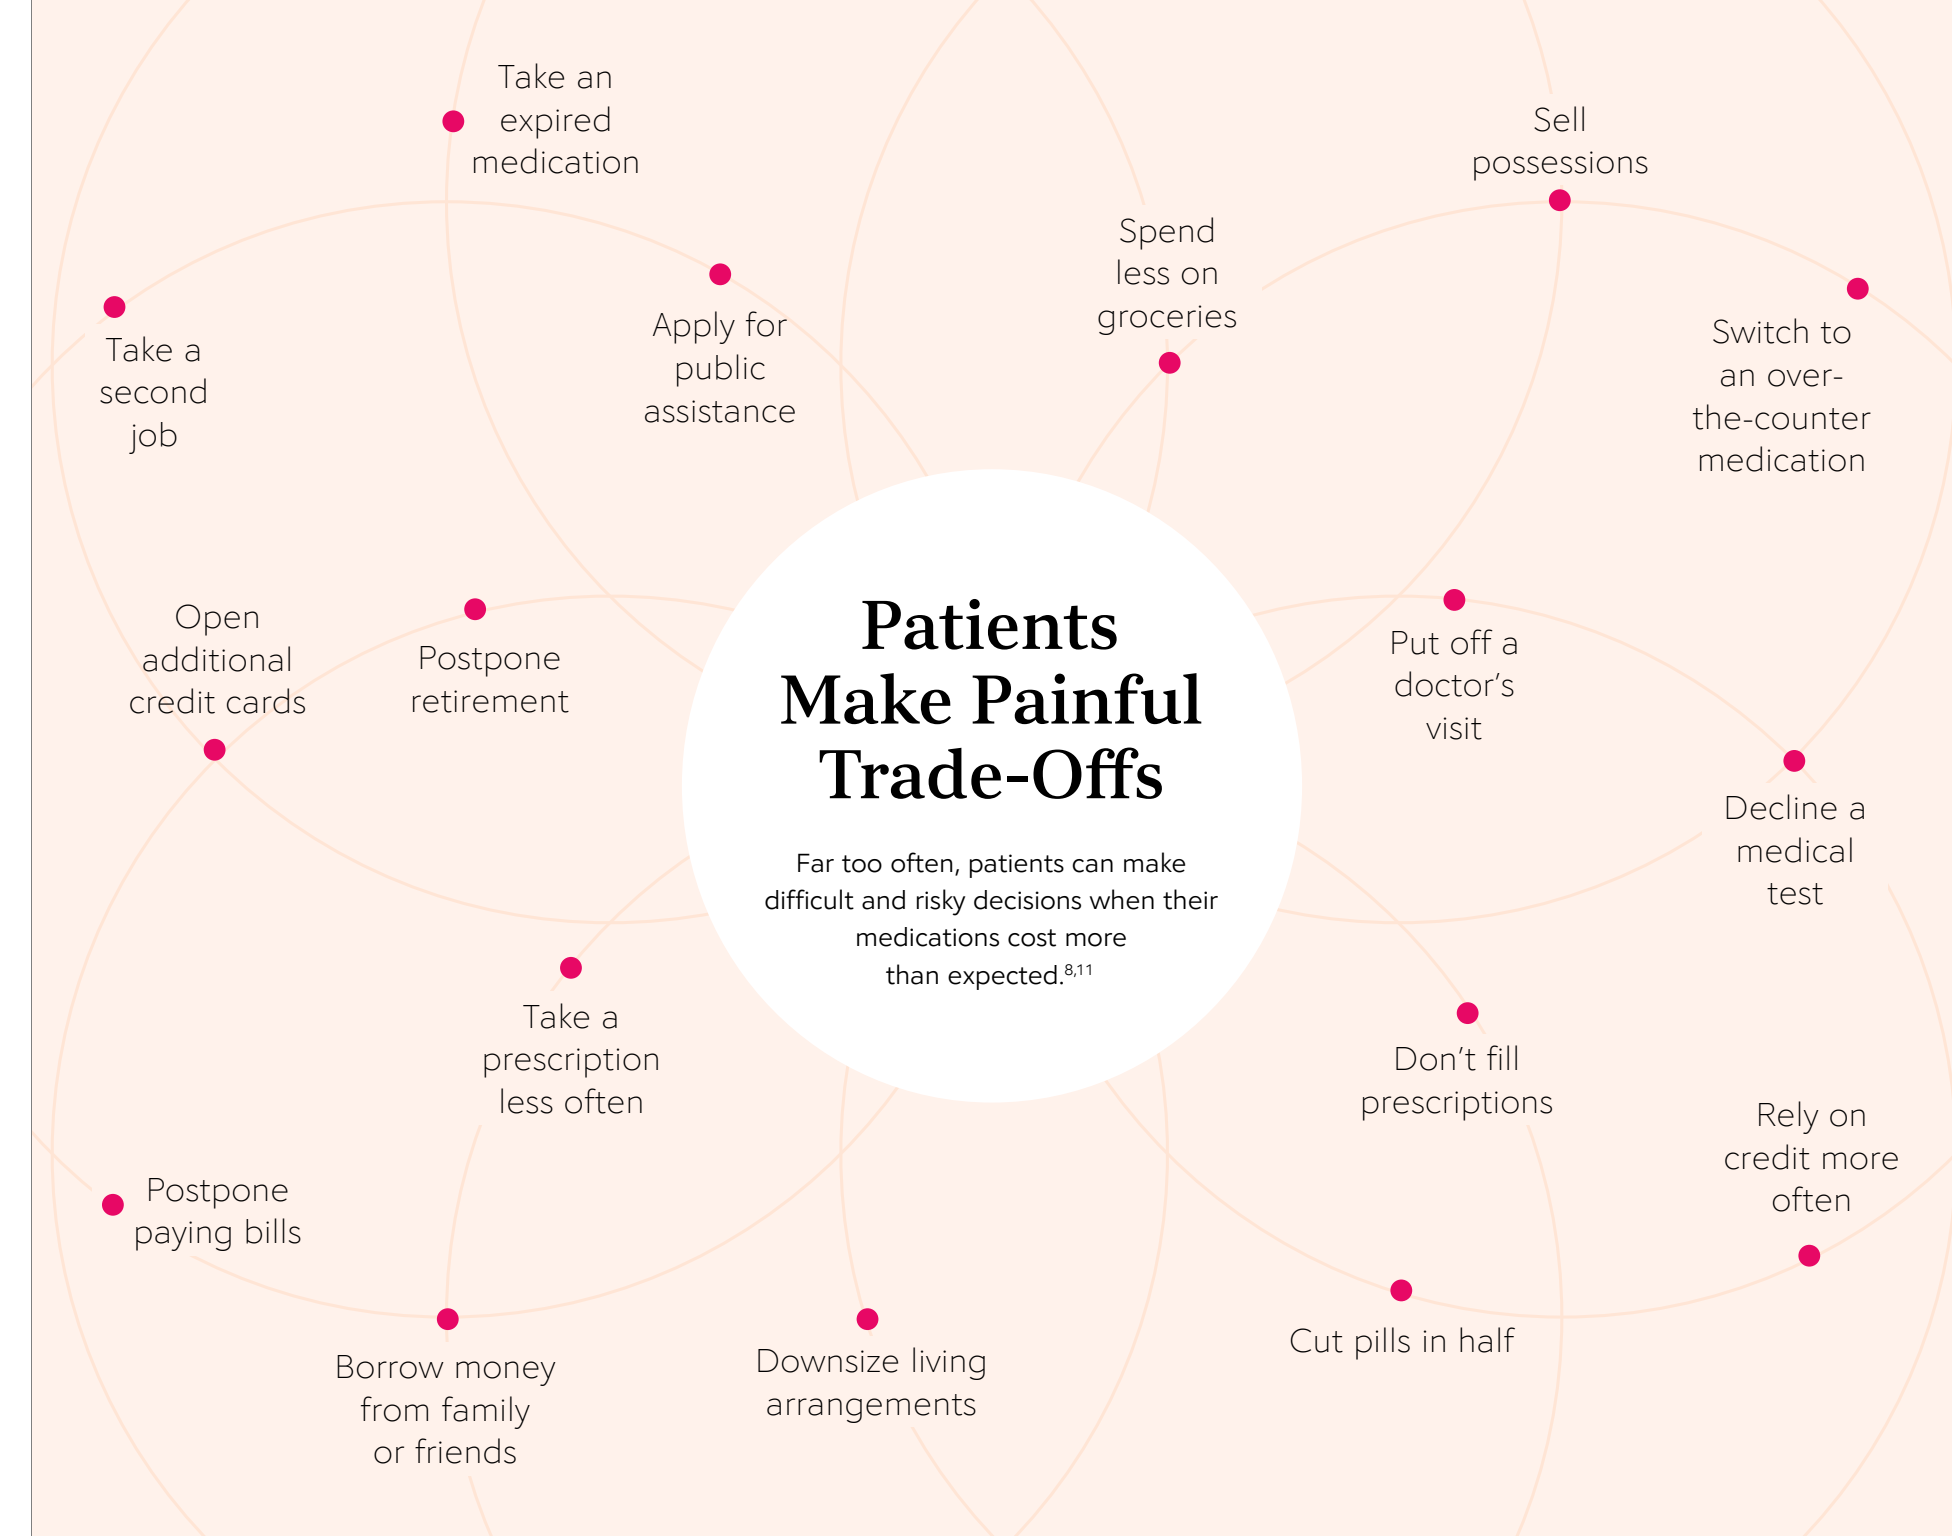 Take an
expired
medication
Sell
possessions
Spend
less on
groceries
Take a
second
job
Apply for
public
assistance
Switch to
an over-
the-counter
medication
Open
additional
credit cards
Postpone
retirement
Patients
Make Painful
Trade-Offs
Far too often, patients can make
difficult and risky decisions when their
medications cost more
than expected.8,11
Put off a
doctor’s
visit
Decline a
medical
test
Take a
prescription
less often
Don’t fill
prescriptions
Rely on
credit more
often
Postpone
paying bills
Borrow money
from family
or friends
Downsize living
arrangements
Cut pills in half